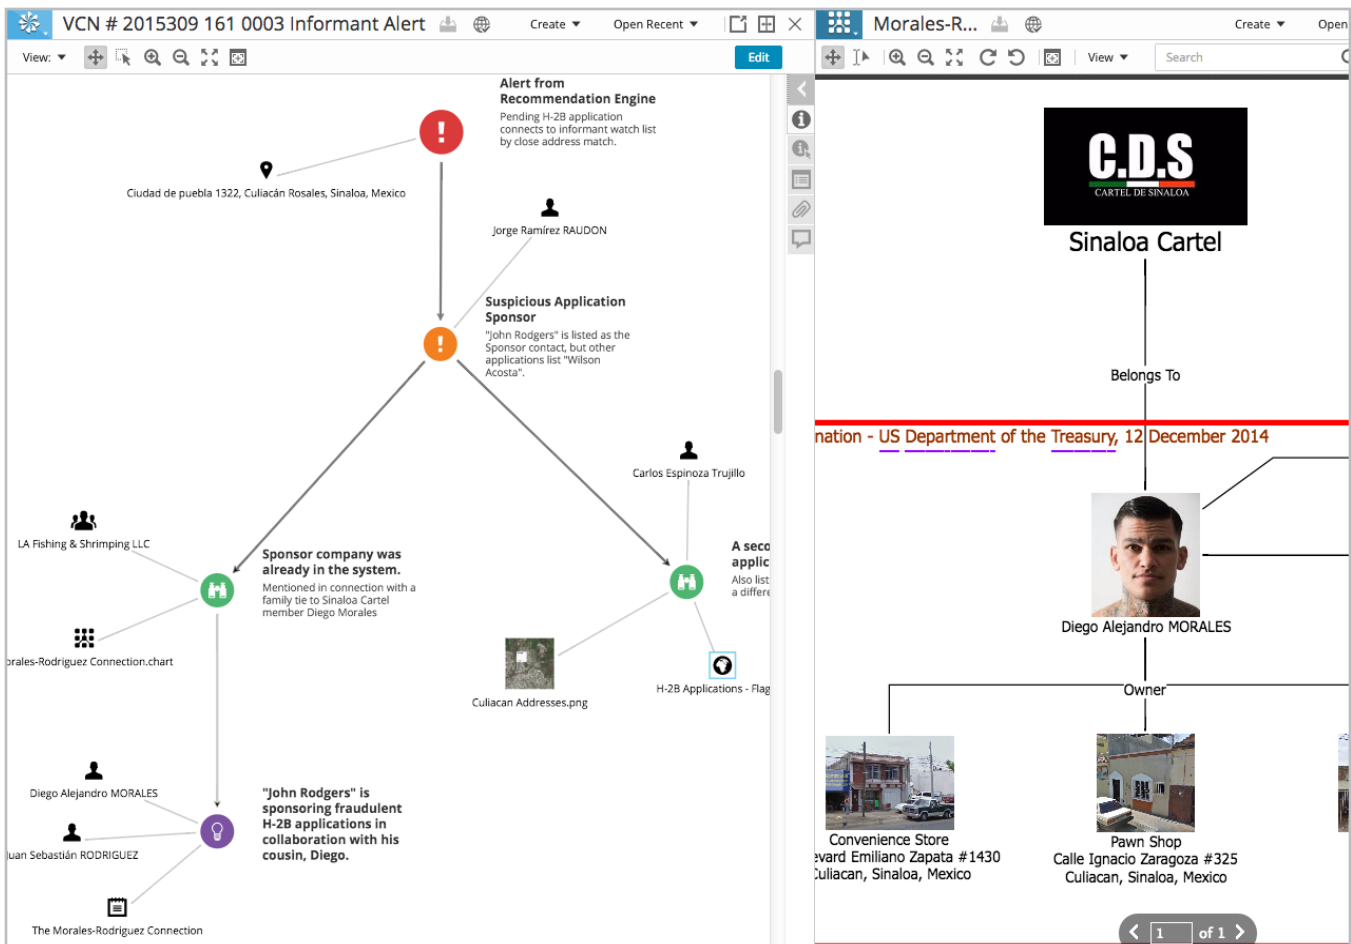 VCN # 2015309 161 0003 Informant Alert
Create
Open Recent
View:
Edit
Alert from
Recommendation Engine
Pending H-2B application
connects to informant watch list
by close address match.
Ciudad de puebla 1322, Culiacán Rosales, Sinaloa, Mexico
Jorge Ramírez RAUDON
Suspicious Application
Sponsor
"John Rodgers" is listed as the
Sponsor contact, but other
applications list "Wilson
Acosta".
Carlos Espinoza Trujillo
LA Fishing & Shrimping LLC
Sponsor company was
already in the system.
Mentioned in connection with a
family tie to Sinaloa Cartel
member Diego Morales
A seco
applic
Also list
a differe
orales-Rodriguez Connection.chart
Culiacan Addresses.png
H-2B Applications - Flag
Diego Alejandro MORALES
uan Sebastián RODRIGUEZ
"John Rodgers" is
sponsoring fraudulent
H-2B applications in
collaboration with his
cousin, Diego.
The Morales-Rodriguez Connection
Morales-R...
Create
Open
View
Search
C.D.S
CARTEL DE SINALOA
Sinaloa Cartel
Belongs To
nation - US Department of the Treasury, 12 December 2014
Diego Alejandro MORALES
Owner
Convenience Store
evard Emiliano Zapata #1430
Culiacan, Sinaloa, Mexico
Pawn Shop
Calle Ignacio Zaragoza #325
Culiacan, Sinaloa, Mexico
1 of 1